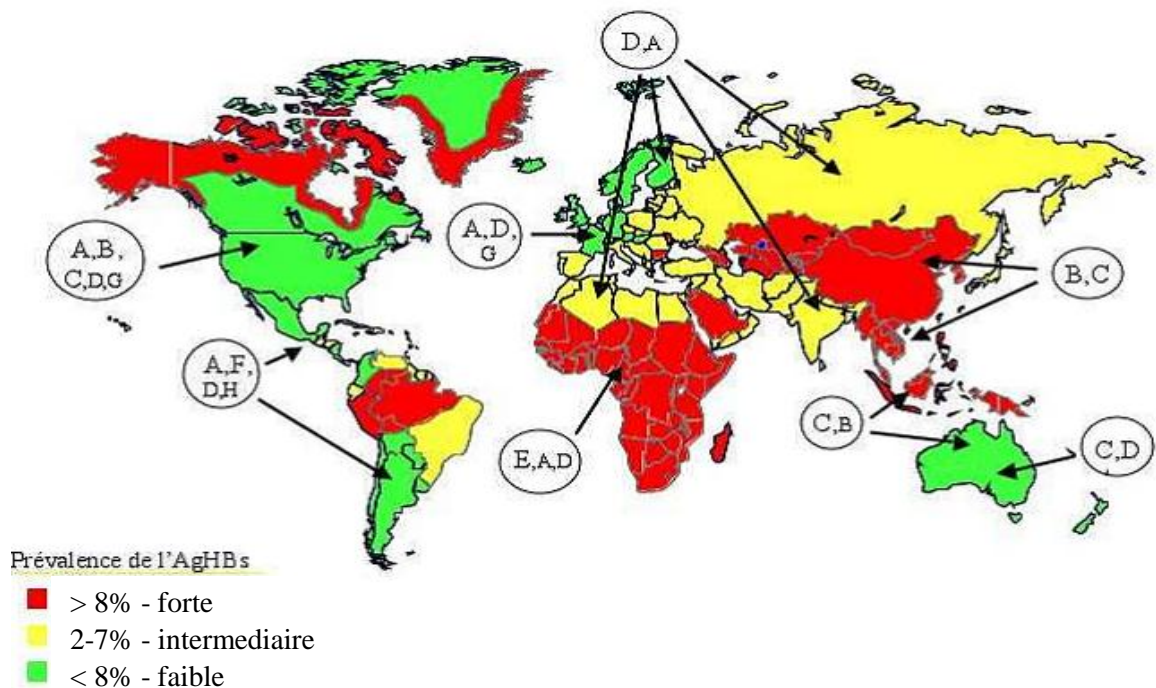 D,A
A,B,
C,D,G
A,D,
G
B,C
A,F,
D,H
E,A,D
C,B
C,D
Prévalence de l'AgHBs
> 8% - forte
2-7% - intermediaire
< 8% - faible